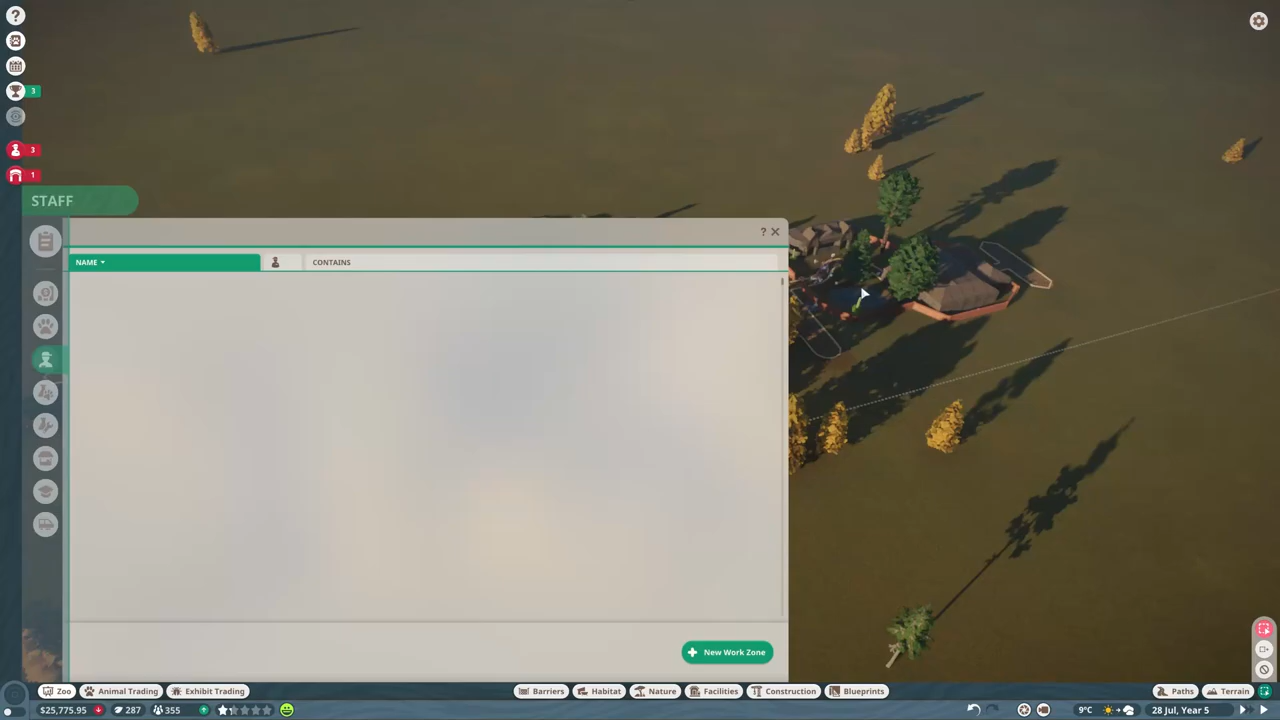 ?
3
3
1
STAFF
?
NAME
CONTAINS
New Work Zone
Zoo
Animal Trading
Exhibit Trading
Barriers
Habitat
Nature
Facilities
Construction
Blueprints
Paths
Terrain
$25,775.95
287
355
9°C
28 Jul, Year 5